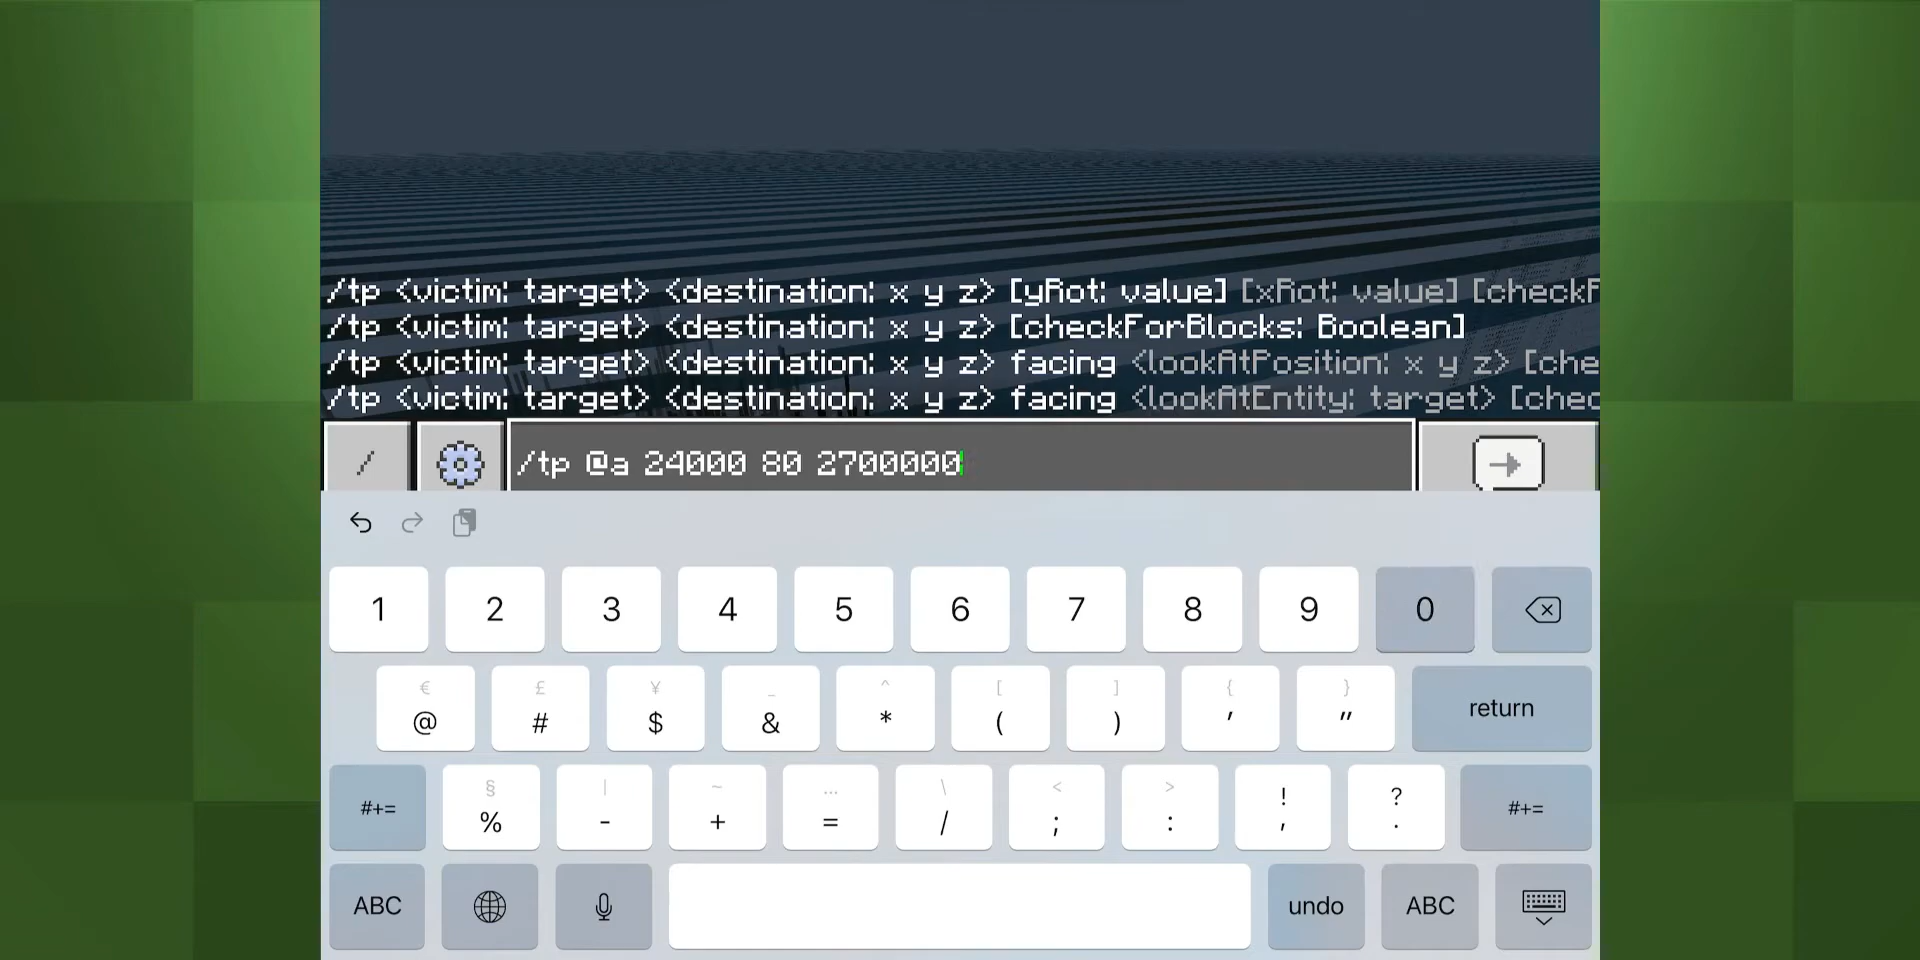 /tp <victim: target> <destination: x y z> [yRot: value] [xRot: value] [checkF
/tp <victim: target> <destination: x y z> [checkForBlocks: Boolean]
/tp <victim: target> <destination: x y z> facing <lookAtPosition: x y z> [che
/tp <victim: target> <destination: x y z> facing <lookAtEntity: target> [chec
/ /tp @a 24000 80 2700000
1 2 3 4 5 6 7 8 9 0
€ £ ¥ _ ^ [ ] { }
@ # $ & * ( ) ' " return
§ | ~ … \ < > ! ?
#+= % - + = / ; : , . #+=
ABC undo ABC